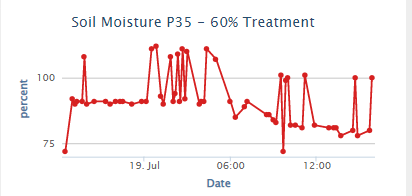 Soil Moisture P35 - 60% Treatment
percent
100
75
19. Jul
06:00
12:00
Date